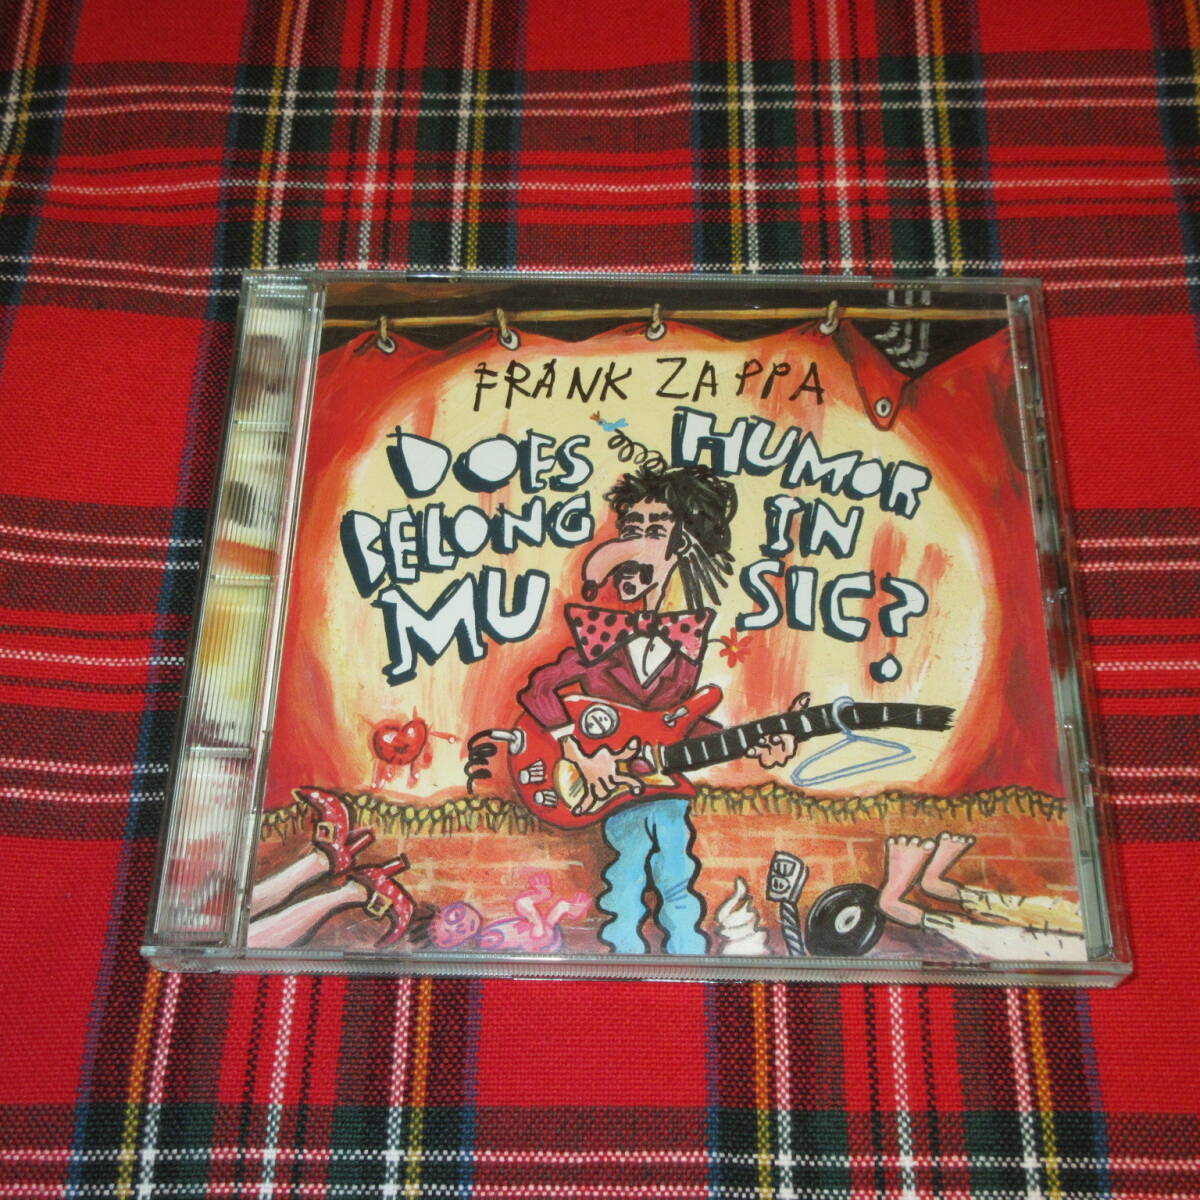 FRANK ZAPPA
DOES HUMOR
BELONG IN
MU SIC?